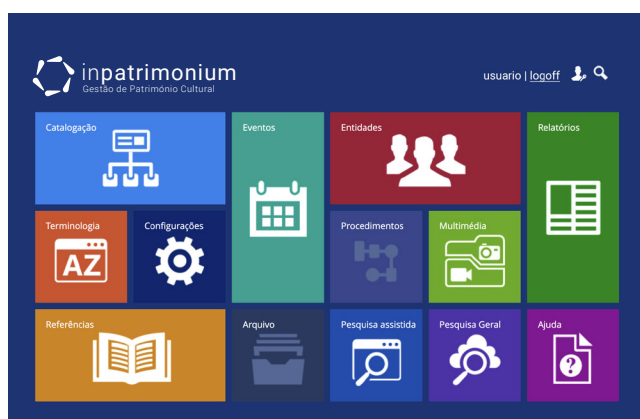 inpatrimonium
Gestão de Património Cultural
usuario | logoff
Catalogação
Eventos
Entidades
Relatórios
Terminologia
AZ
Configurações
Procedimentos
Multimédia
Referências
Arquivo
Pesquisa assistida
Pesquisa Geral
Ajuda
?